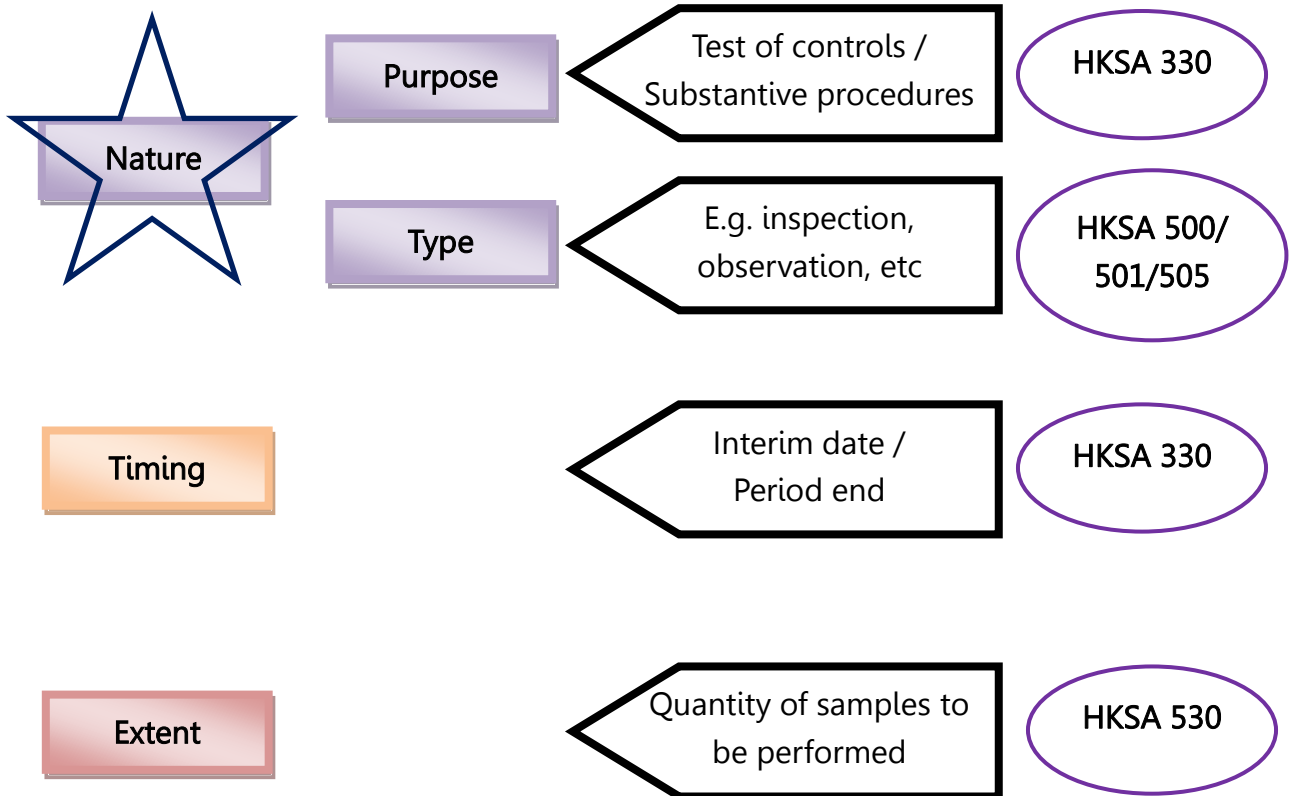 Nature
Purpose
Test of controls /
Substantive procedures
HKSA 330
Type
E.g. inspection,
observation, etc
HKSA 500/
501/505
Timing
Interim date /
Period end
HKSA 330
Extent
Quantity of samples to
be performed
HKSA 530